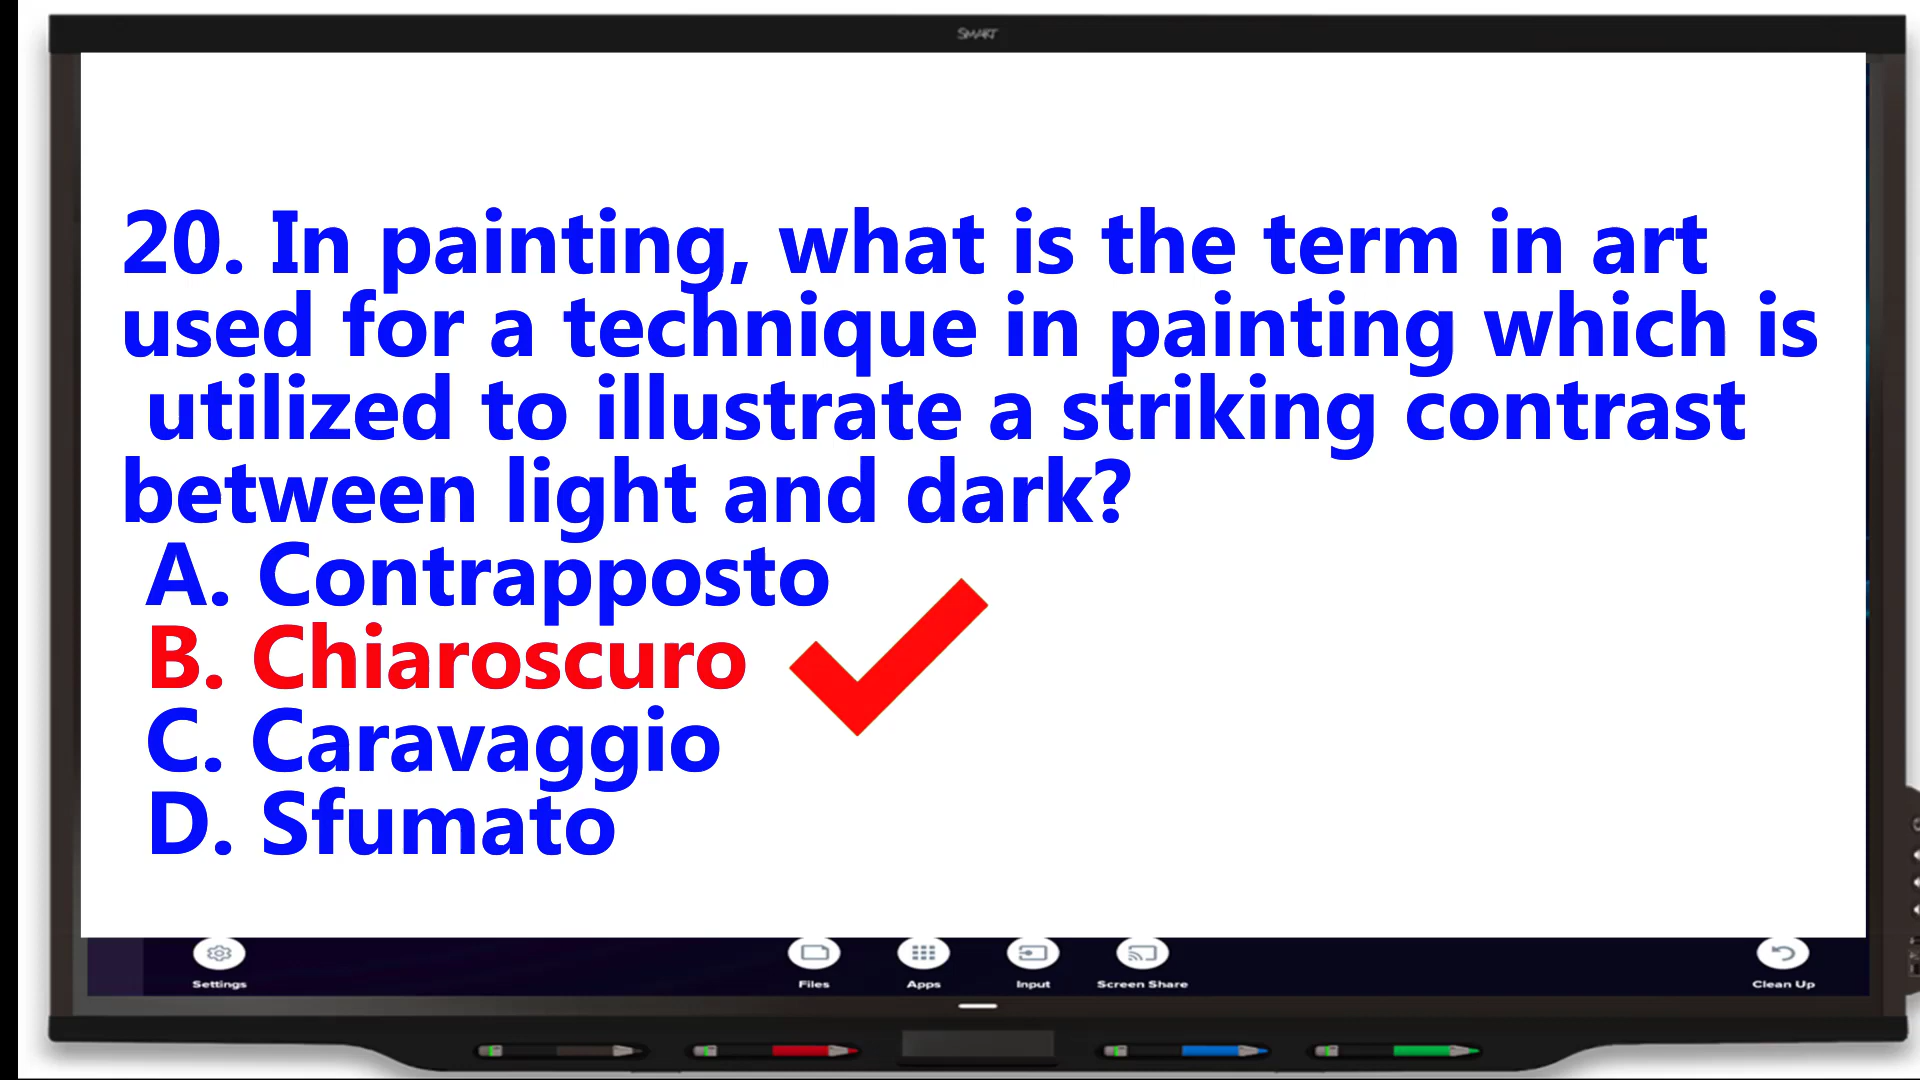 SMART
20. In painting, what is the term in art
used for a technique in painting which is
utilized to illustrate a striking contrast
between light and dark?
A. Contrapposto
B. Chiaroscuro
C. Caravaggio
D. Sfumato
Settings
Files
Apps
Input
Screen Share
Clean Up